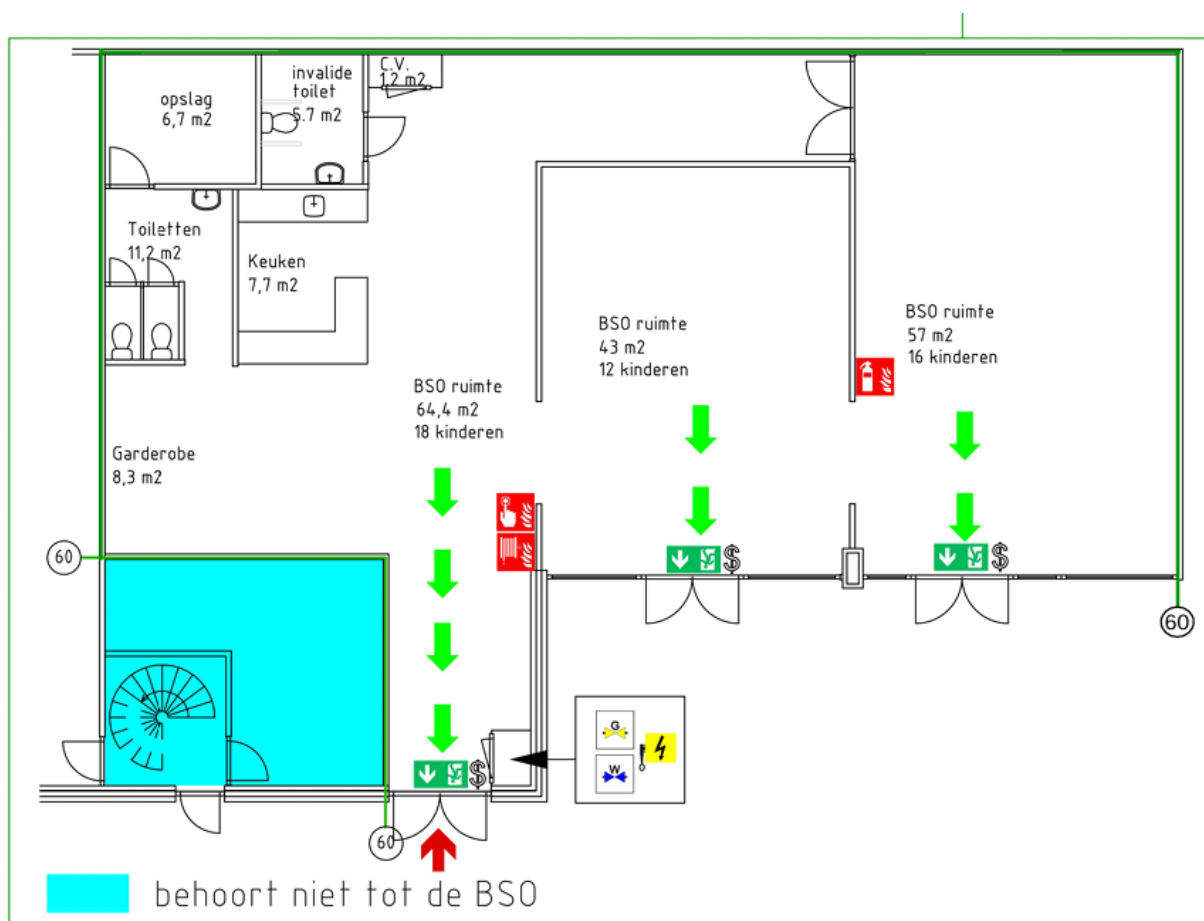 C.V.
1,2 m2
invalide
toilet
5.7 m2
opslag
6,7 m2
Toiletten
11,2 m2
Keuken
7,7 m2
BSO ruimte
57 m2
16 kinderen
BSO ruimte
43 m2
12 kinderen
BSO ruimte
64,4 m2
18 kinderen
Garderobe
8,3 m2
60
60
G
W
60
behoort niet tot de BSO